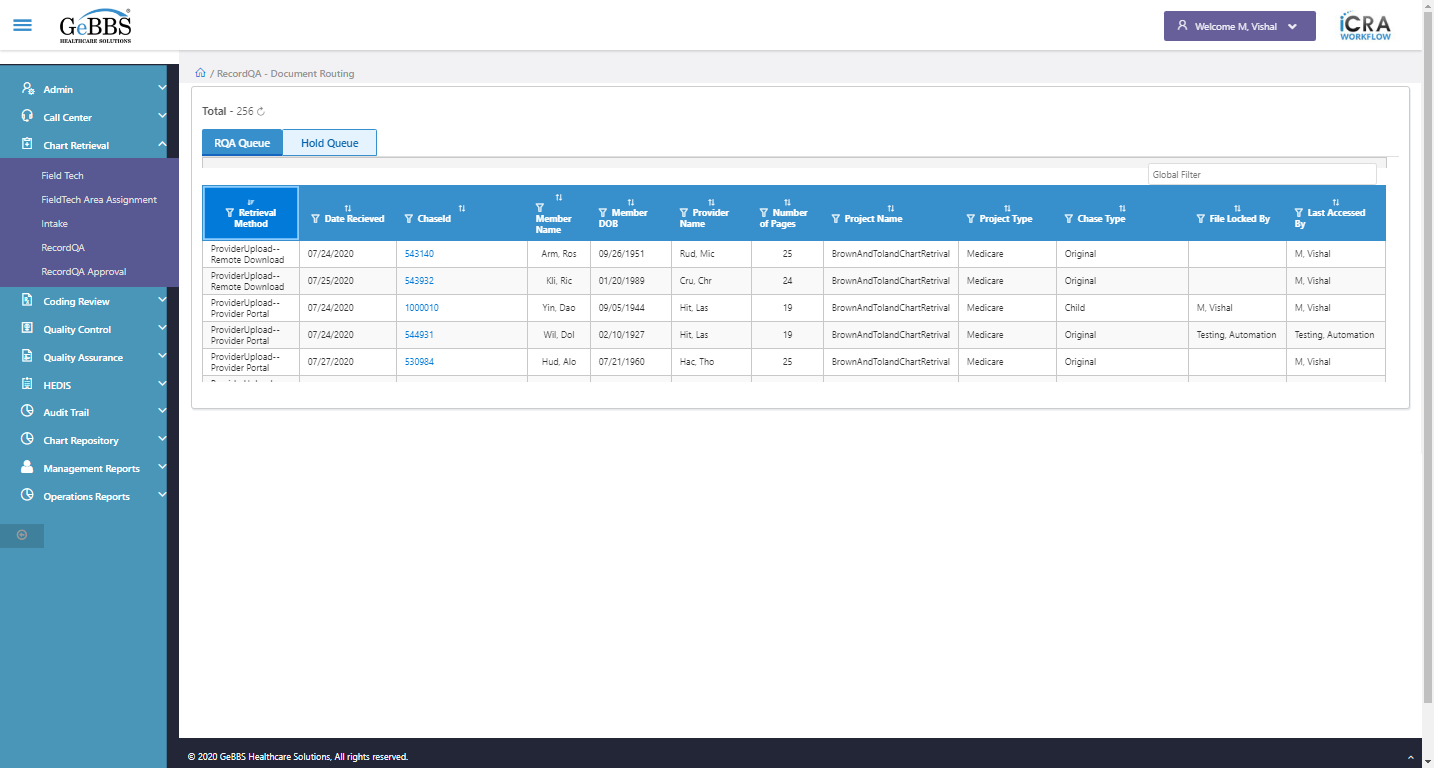 GeBBS
HEALTHCARE SOLUTIONS
Welcome M, Vishal
iCRA
WORKFLOW
/ RecordQA - Document Routing
Admin
Call Center
Chart Retrieval
Field Tech
FieldTech Area Assignment
Intake
RecordQA
RecordQA Approval
Coding Review
Quality Control
Quality Assurance
HEDIS
Audit Trail
Chart Repository
Management Reports
Operations Reports
Total - 256
RQA Queue Hold Queue
Global Filter
Retrieval Method Date Recieved ChaseId Member Name Member DOB Provider Name Number of Pages Project Name Project Type Chase Type File Locked By Last Accessed By
ProviderUpload--Remote Download 07/24/2020 543140 Arm, Ros 09/26/1951 Rud, Mic 25 BrownAndTolandChartRetrival Medicare Original M, Vishal
ProviderUpload--Remote Download 07/25/2020 543932 Kli, Ric 01/20/1989 Cru, Chr 24 BrownAndTolandChartRetrival Medicare Original M, Vishal
ProviderUpload--Provider Portal 07/24/2020 1000010 Yin, Dao 09/05/1944 Hit, Las 19 BrownAndTolandChartRetrival Medicare Child M, Vishal M, Vishal
ProviderUpload--Provider Portal 07/24/2020 544931 Wil, Dol 02/10/1927 Hit, Las 19 BrownAndTolandChartRetrival Medicare Original Testing, Automation Testing, Automation
ProviderUpload--Provider Portal 07/27/2020 530984 Hud, Alo 07/21/1960 Hac, Tho 25 BrownAndTolandChartRetrival Medicare Original M, Vishal
© 2020 GeBBS Healthcare Solutions, All rights reserved.